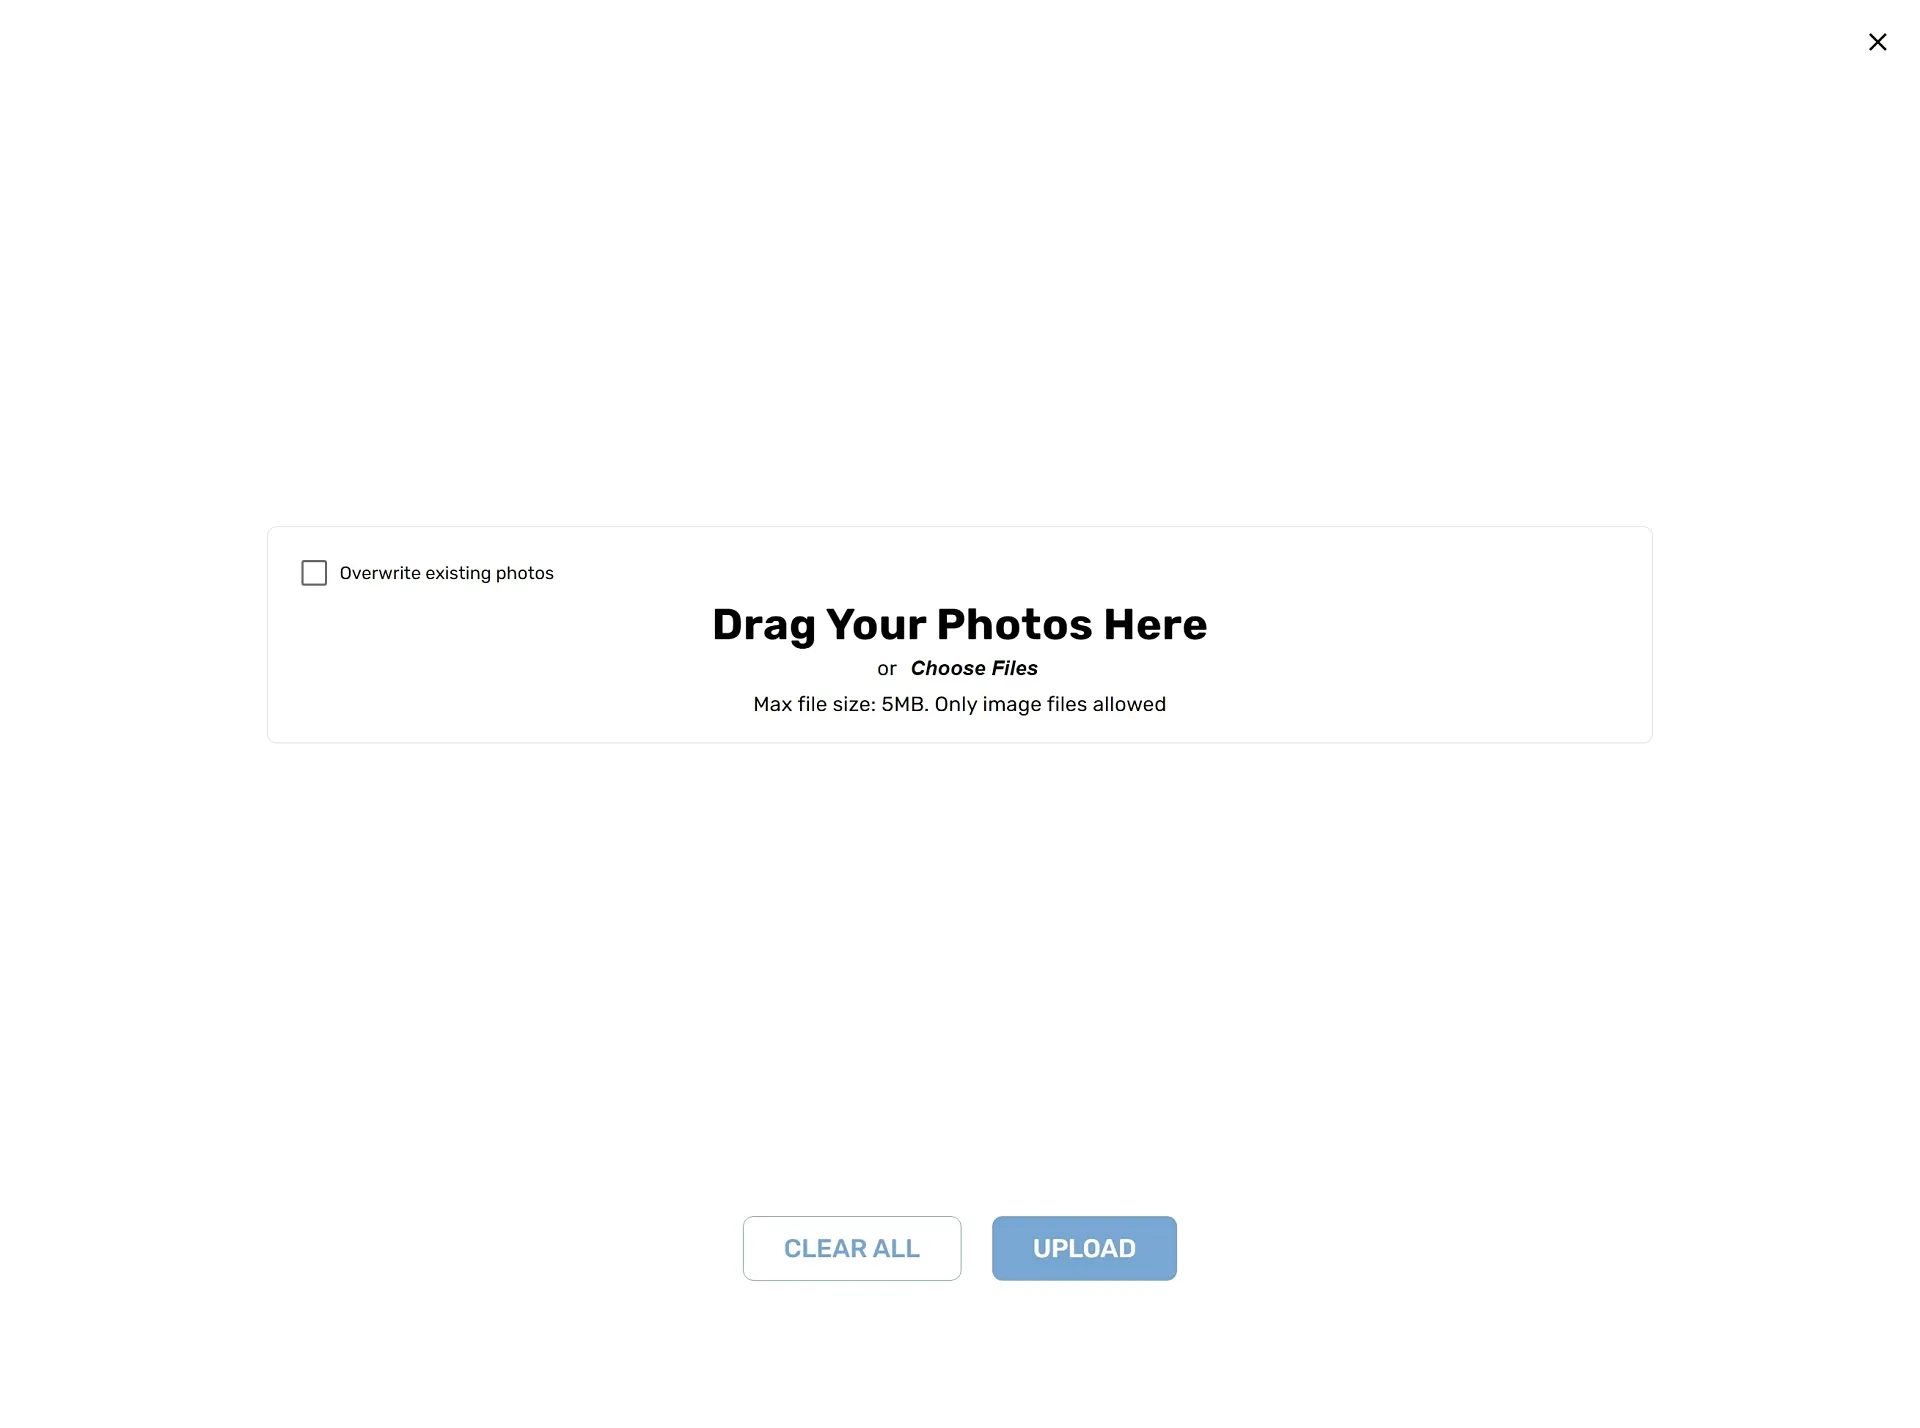 Overwrite existing photos
Drag Your Photos Here
or Choose Files
Max file size: 5MB. Only image files allowed
CLEAR ALL
UPLOAD